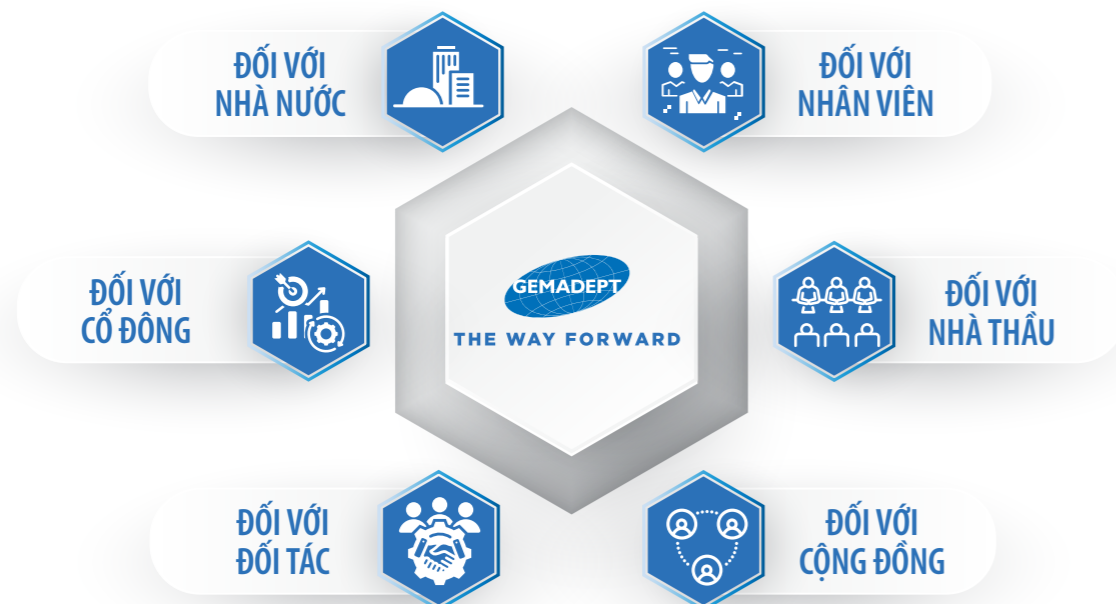 ĐỐI VỚI
NHÀ NƯỚC
ĐỐI VỚI
NHÂN VIÊN
ĐỐI VỚI
CỔ ĐÔNG
GEMADEPT
THE WAY FORWARD
ĐỐI VỚI
NHÀ THẦU
ĐỐI VỚI
ĐỐI TÁC
ĐỐI VỚI
CỘNG ĐỒNG